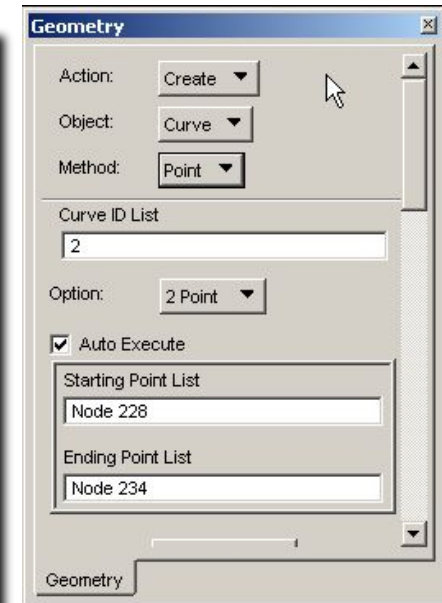 Geometry
Action: Create
Object: Curve
Method: Point
Curve ID List
2
Option: 2 Point
Auto Execute
Starting Point List
Node 228
Ending Point List
Node 234
Geometry